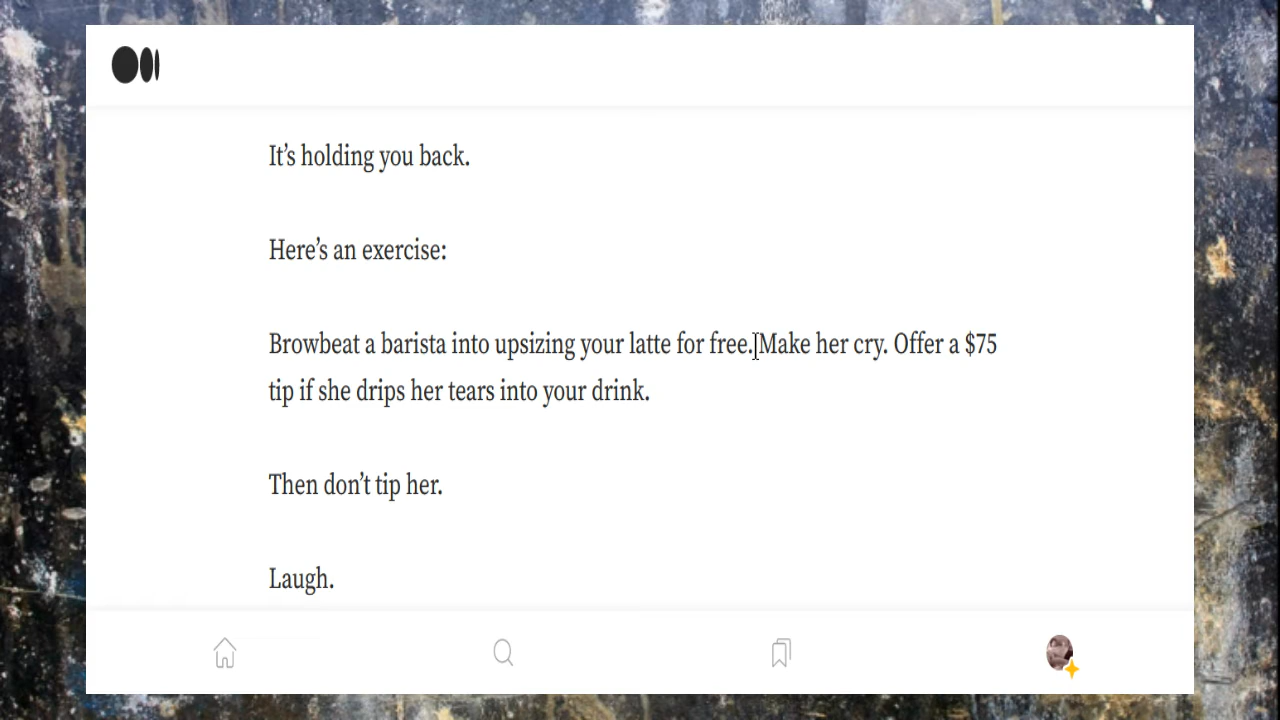 It’s holding you back.
Here’s an exercise:
Browbeat a barista into upsizing your latte for free. Make her cry. Offer a $75
tip if she drips her tears into your drink.
Then don’t tip her.
Laugh.